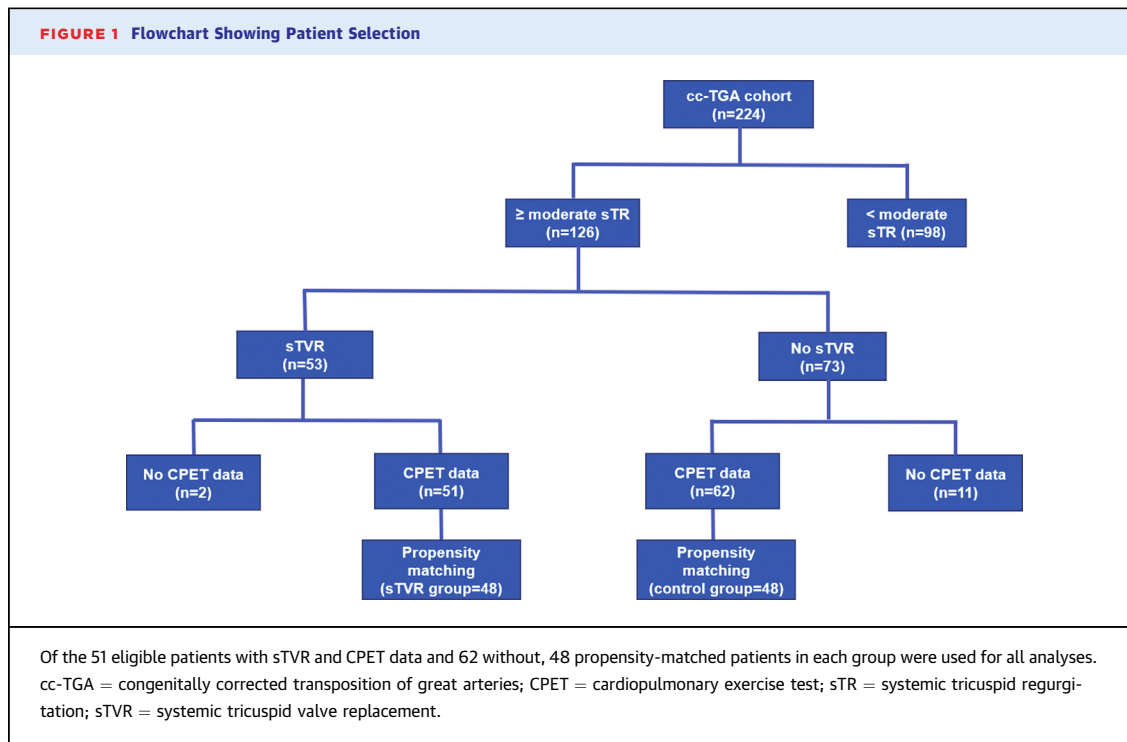 FIGURE 1 Flowchart Showing Patient Selection
cc-TGA cohort
(n=224)
≥ moderate sTR
(n=126)
< moderate
sTR (n=98)
sTVR
(n=53)
No sTVR
(n=73)
No CPET data
(n=2)
CPET data
(n=51)
CPET data
(n=62)
No CPET data
(n=11)
Propensity
matching
(sTVR group=48)
Propensity
matching
(control group=48)
Of the 51 eligible patients with sTVR and CPET data and 62 without, 48 propensity-matched patients in each group were used for all analyses.
cc-TGA = congenitally corrected transposition of great arteries; CPET = cardiopulmonary exercise test; sTR = systemic tricuspid regurgi-
tation; sTVR = systemic tricuspid valve replacement.